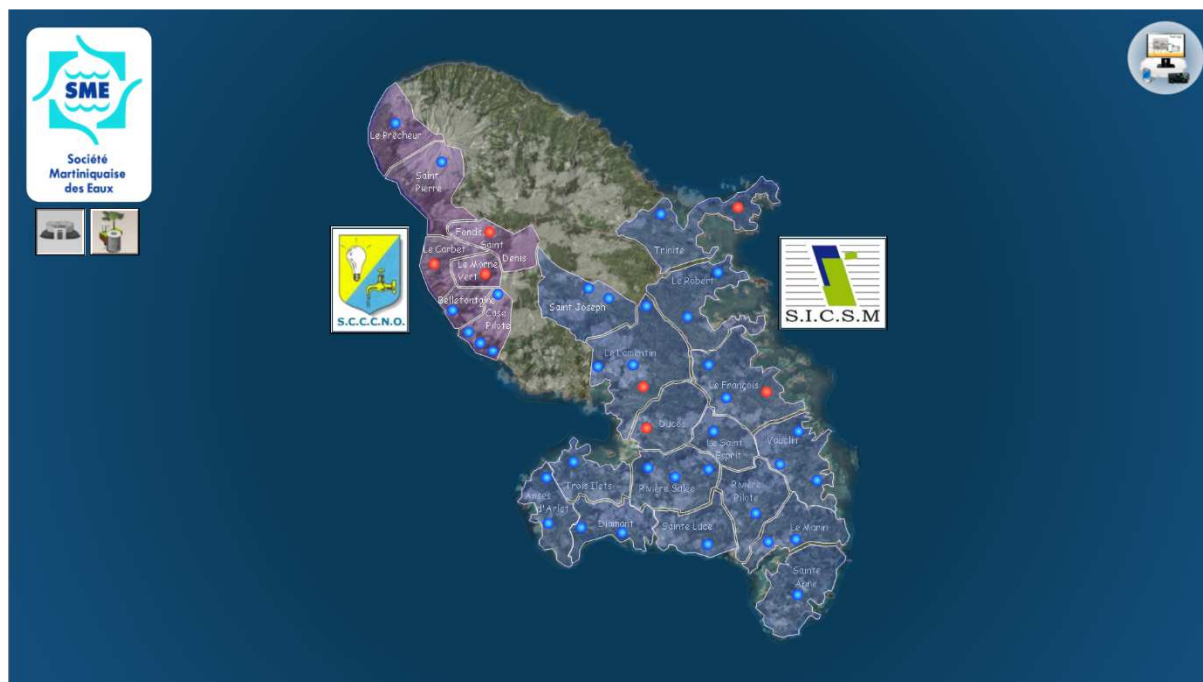 SME
Société
Martiniquaise
des Eaux
Le Prêcheur
Saint
Pierre
Fonds
Saint
Denis
Le Carbet
Le Morne
Vert
Bellefontaine
Case
Pilote
S.C.C.C.N.O.
Trinité
Le Robert
Saint Joseph
S.I.C.S.M
Le Lamentin
Le François
Ducos
Le Saint
Esprit
Vauclin
Trois Ilets
Rivière Salée
Rivière
Pilote
Anses
d'Arlet
Diamant
Sainte Luce
Le Marin
Sainte
Anne